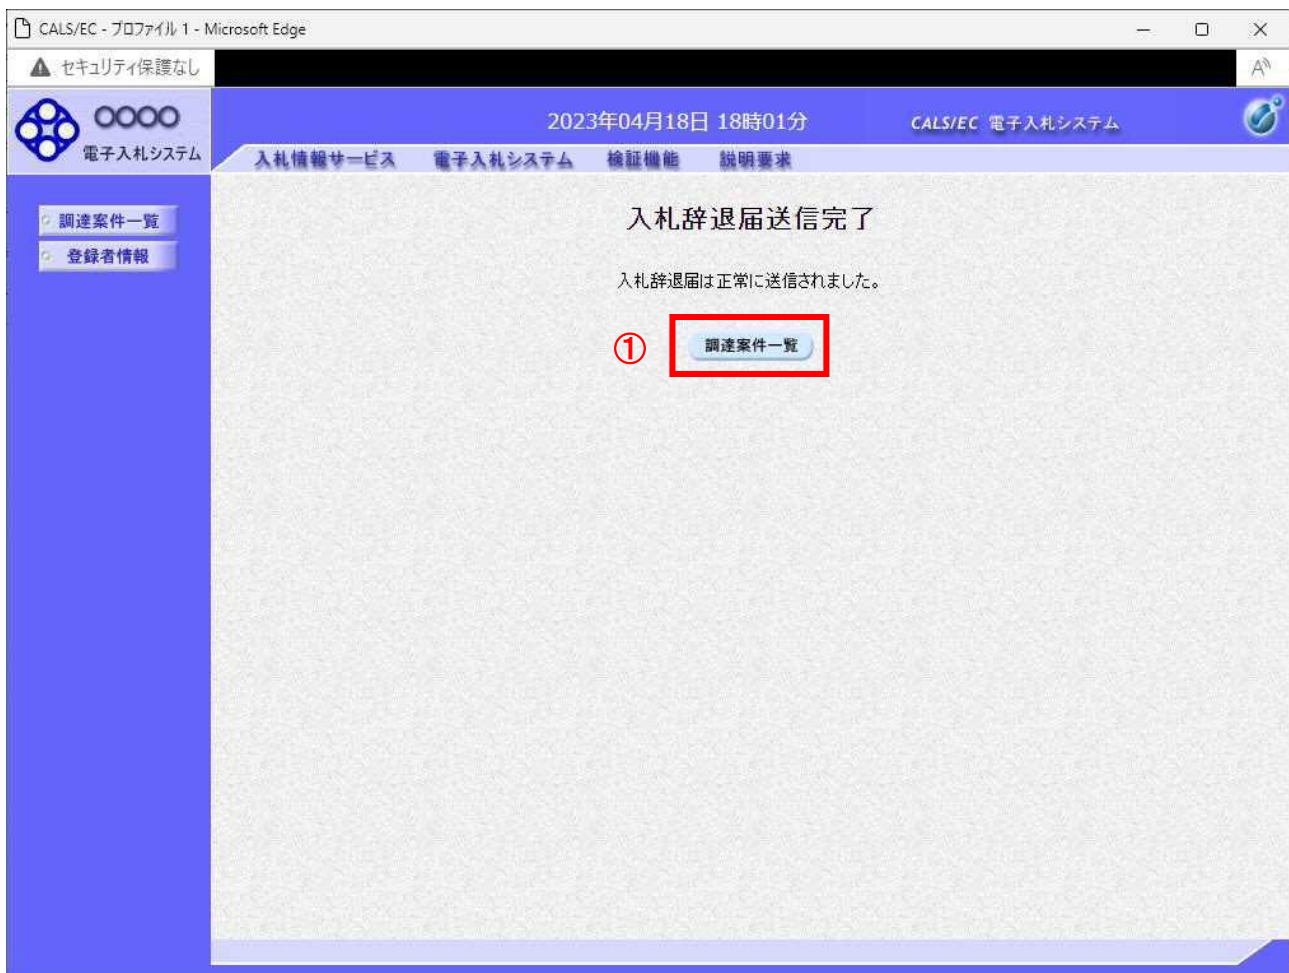 CALS/EC - プロファイル 1 - Microsoft Edge
セキュリティ保護なし
A
OOOO
電子入札システム
2023年04月18日 18時01分
CALS/EC 電子入札システム
入札情報サービス 電子入札システム 検証機能 説明要求
調達案件一覧
登録者情報
入札辞退届送信完了
入札辞退届は正常に送信されました。
① 調達案件一覧